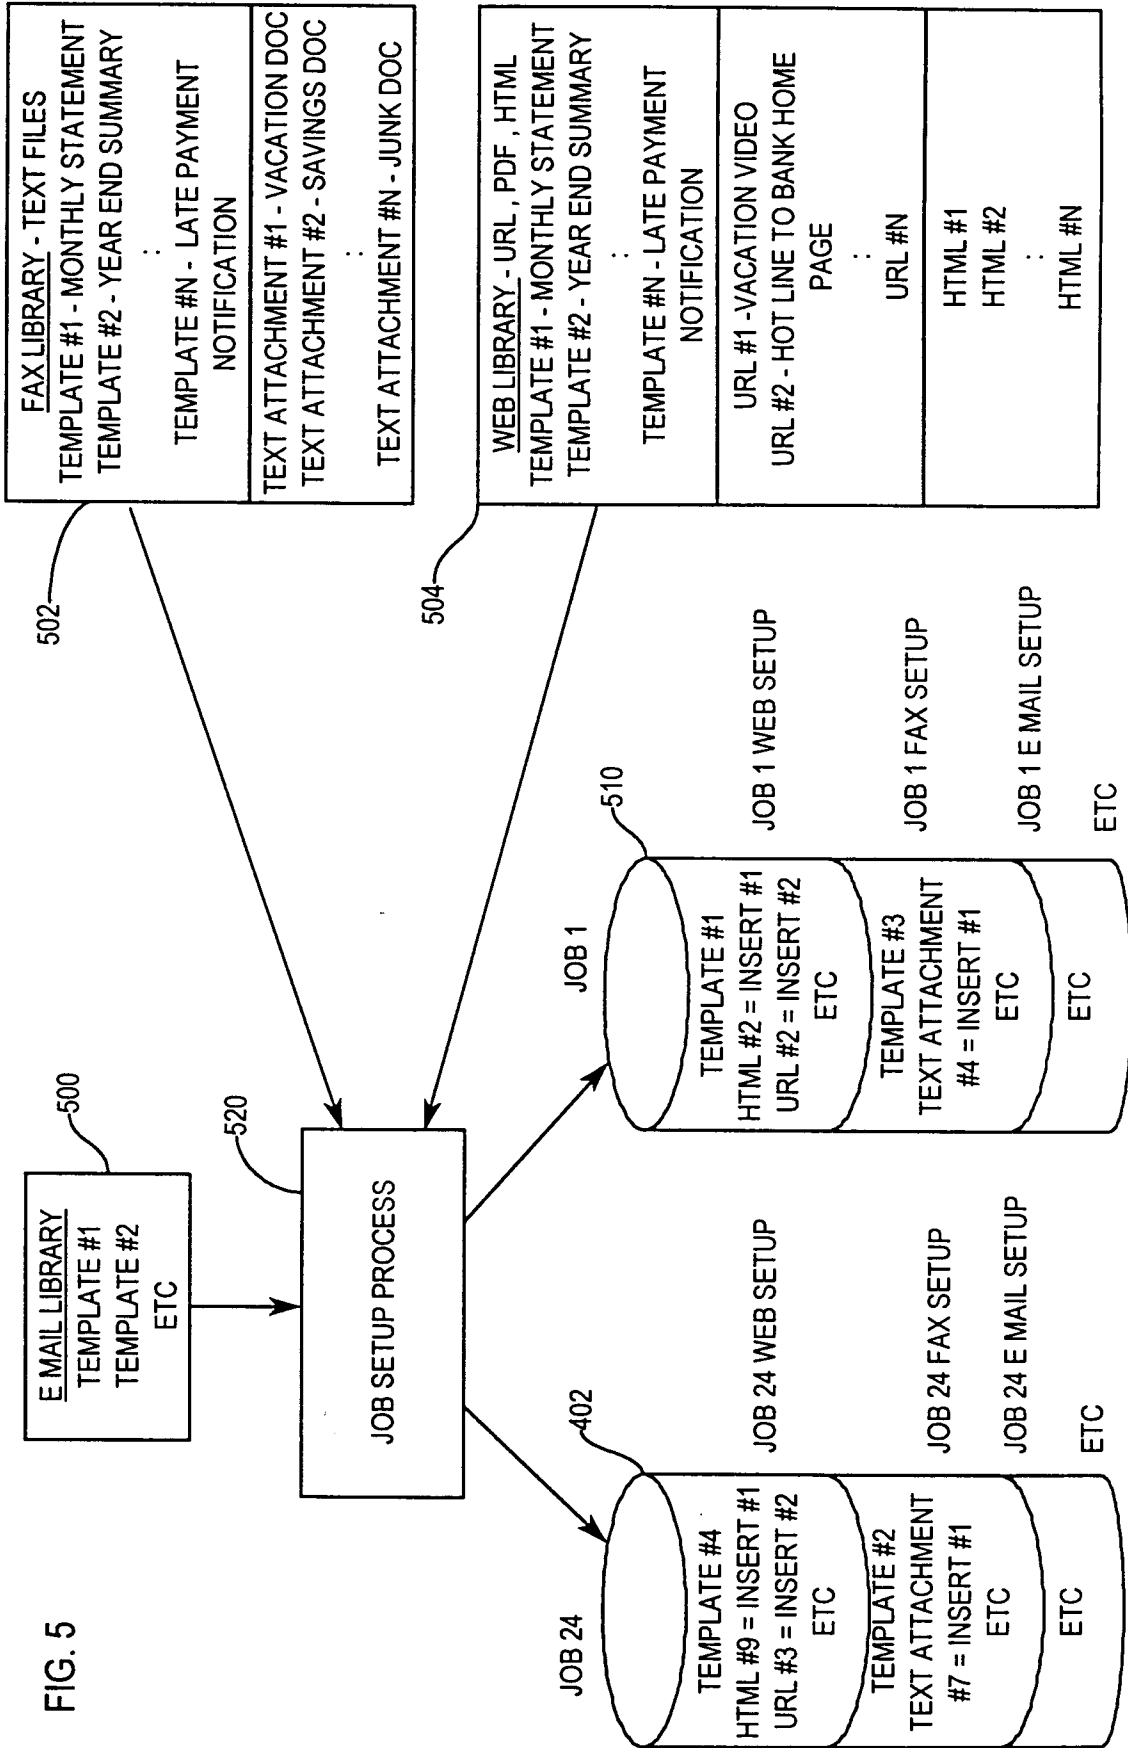 FIG. 5
E MAIL LIBRARY
TEMPLATE #1
TEMPLATE #2
ETC
500
FAX LIBRARY - TEXT FILES
TEMPLATE #1 - MONTHLY STATEMENT
TEMPLATE #2 - YEAR END SUMMARY
:
TEMPLATE #N - LATE PAYMENT
NOTIFICATION
TEXT ATTACHMENT #1 - VACATION DOC
TEXT ATTACHMENT #2 - SAVINGS DOC
:
TEXT ATTACHMENT #N - JUNK DOC
502
JOB SETUP PROCESS
520
WEB LIBRARY - URL, PDF, HTML
TEMPLATE #1 - MONTHLY STATEMENT
TEMPLATE #2 - YEAR END SUMMARY
:
TEMPLATE #N - LATE PAYMENT
NOTIFICATION
URL #1 -VACATION VIDEO
URL #2 - HOT LINE TO BANK HOME
PAGE
:
URL #N
HTML #1
HTML #2
:
HTML #N
504
JOB 24
402
TEMPLATE #4
HTML #9 = INSERT #1
URL #3 = INSERT #2
ETC
JOB 24 WEB SETUP
TEMPLATE #2
TEXT ATTACHMENT
#7 = INSERT #1
ETC
JOB 24 FAX SETUP
ETC
JOB 24 E MAIL SETUP
ETC
JOB 1
510
TEMPLATE #1
HTML #2 = INSERT #1
URL #2 = INSERT #2
ETC
JOB 1 WEB SETUP
TEMPLATE #3
TEXT ATTACHMENT
#4 = INSERT #1
ETC
JOB 1 FAX SETUP
ETC
JOB 1 E MAIL SETUP
ETC